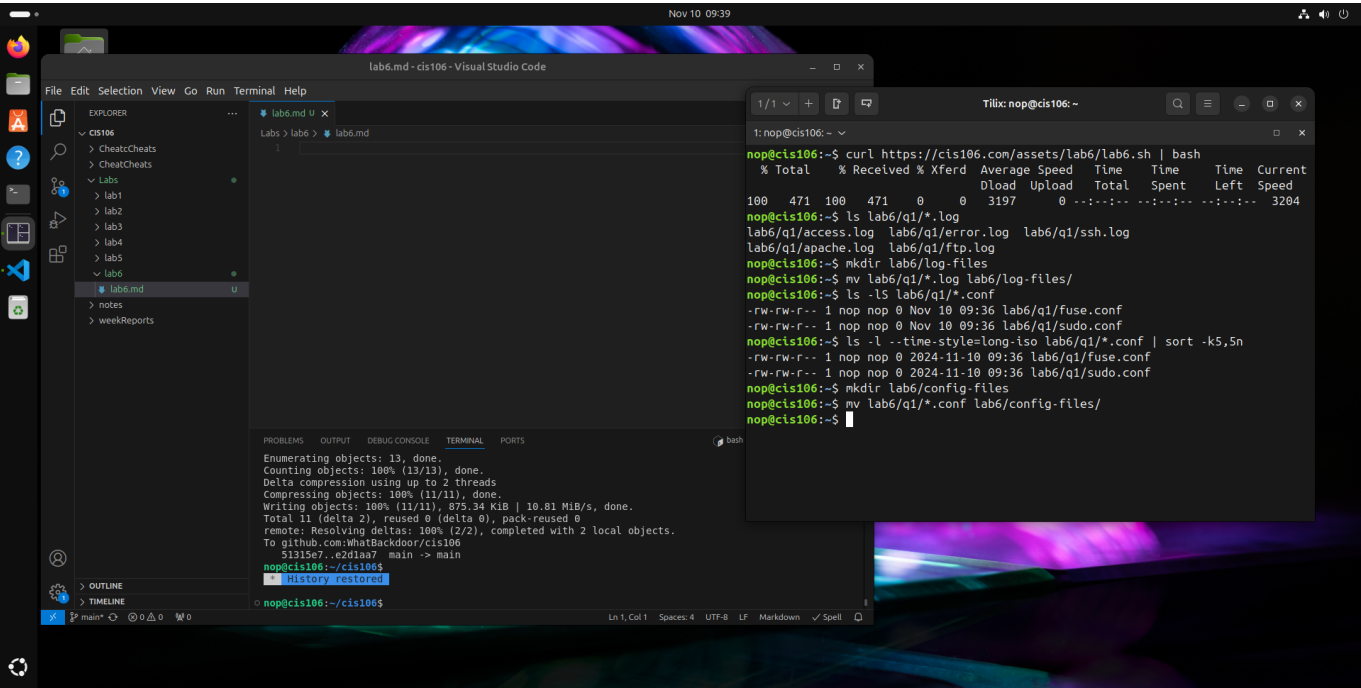 Nov 10 09:39
lab6.md - cis106 - Visual Studio Code
File Edit Selection View Go Run Terminal Help
EXPLORER
CIS106
CheatcCheats
CheatCheats
Labs
lab1
lab2
lab3
lab4
lab5
lab6
lab6.md U
notes
weekReports
OUTLINE
TIMELINE
lab6.md U
Labs > lab6 > lab6.md
1
PROBLEMS OUTPUT DEBUG CONSOLE TERMINAL PORTS
bash
Enumerating objects: 13, done.
Counting objects: 100% (13/13), done.
Delta compression using up to 2 threads
Compressing objects: 100% (11/11), done.
Writing objects: 100% (11/11), 875.34 KiB | 10.81 MiB/s, done.
Total 11 (delta 2), reused 0 (delta 0), pack-reused 0
remote: Resolving deltas: 100% (2/2), completed with 2 local objects.
To github.com:WhatBackdoor/cis106
51315e7..e2d1aa7 main -> main
nop@cis106:~/cis106$
* History restored
nop@cis106:~/cis106$
main* 0 0 0 Ln 1, Col 1 Spaces: 4 UTF-8 LF Markdown Spell
1/1 Tilix: nop@cis106: ~
1: nop@cis106: ~
nop@cis106:~$ curl https://cis106.com/assets/lab6/lab6.sh | bash
% Total % Received % Xferd Average Speed Time Time Time Current
Dload Upload Total Spent Left Speed
100 471 100 471 0 0 3197 0 --:--:-- --:--:-- --:--:-- 3204
nop@cis106:~$ ls lab6/q1/*.log
lab6/q1/access.log lab6/q1/error.log lab6/q1/ssh.log
lab6/q1/apache.log lab6/q1/ftp.log
nop@cis106:~$ mkdir lab6/log-files
nop@cis106:~$ mv lab6/q1/*.log lab6/log-files/
nop@cis106:~$ ls -lS lab6/q1/*.conf
-rw-rw-r-- 1 nop nop 0 Nov 10 09:36 lab6/q1/fuse.conf
-rw-rw-r-- 1 nop nop 0 Nov 10 09:36 lab6/q1/sudo.conf
nop@cis106:~$ ls -l --time-style=long-iso lab6/q1/*.conf | sort -k5,5n
-rw-rw-r-- 1 nop nop 0 2024-11-10 09:36 lab6/q1/fuse.conf
-rw-rw-r-- 1 nop nop 0 2024-11-10 09:36 lab6/q1/sudo.conf
nop@cis106:~$ mkdir lab6/config-files
nop@cis106:~$ mv lab6/q1/*.conf lab6/config-files/
nop@cis106:~$